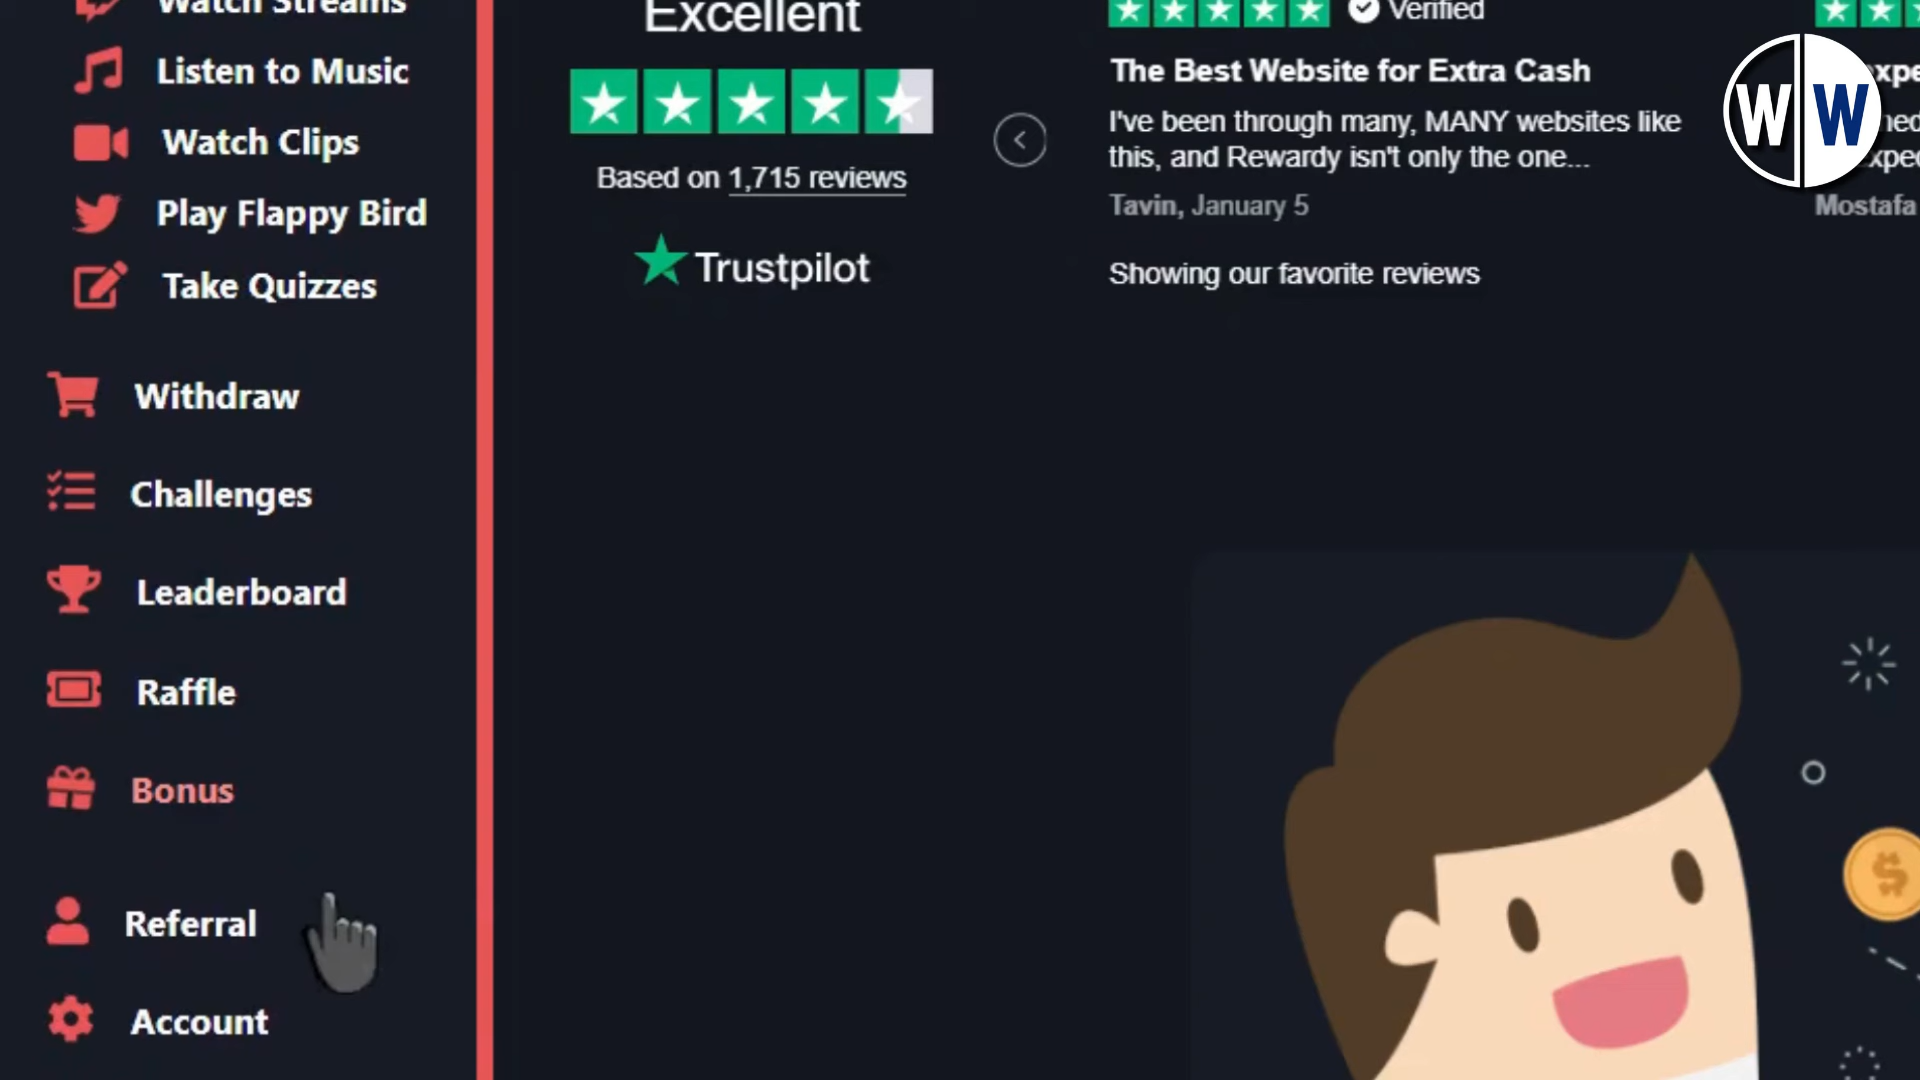 Watch Streams
Listen to Music
Watch Clips
Play Flappy Bird
Take Quizzes
Withdraw
Challenges
Leaderboard
Raffle
Bonus
Referral
Account
Excellent
Based on 1,715 reviews
Trustpilot
Verified
The Best Website for Extra Cash
I've been through many, MANY websites like
this, and Rewardy isn't only the one...
Tavin, January 5
Showing our favorite reviews
Mostafa
WW
$